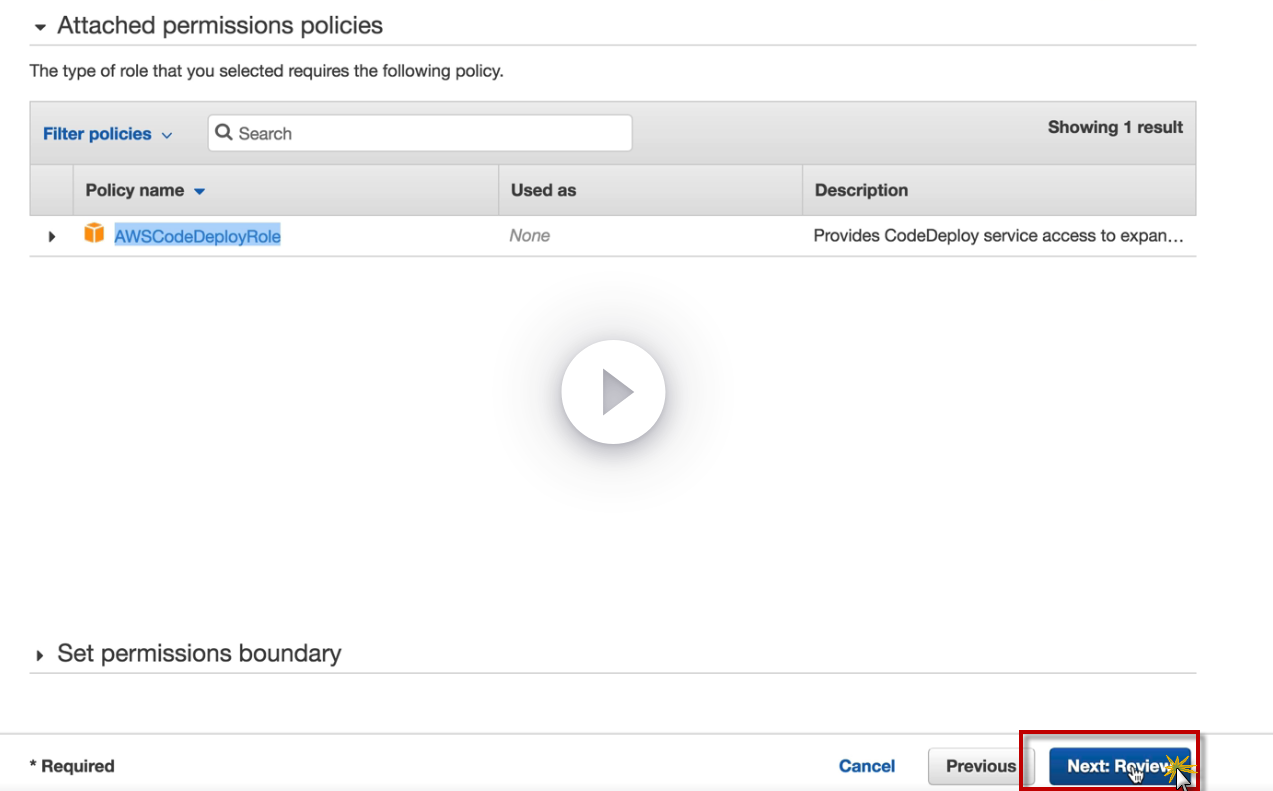 Attached permissions policies
The type of role that you selected requires the following policy.
Filter policies
Search
Showing 1 result
Policy name
Used as
Description
AWSCodeDeployRole
None
Provides CodeDeploy service access to expan...
Set permissions boundary
* Required
Cancel
Previous
Next: Review